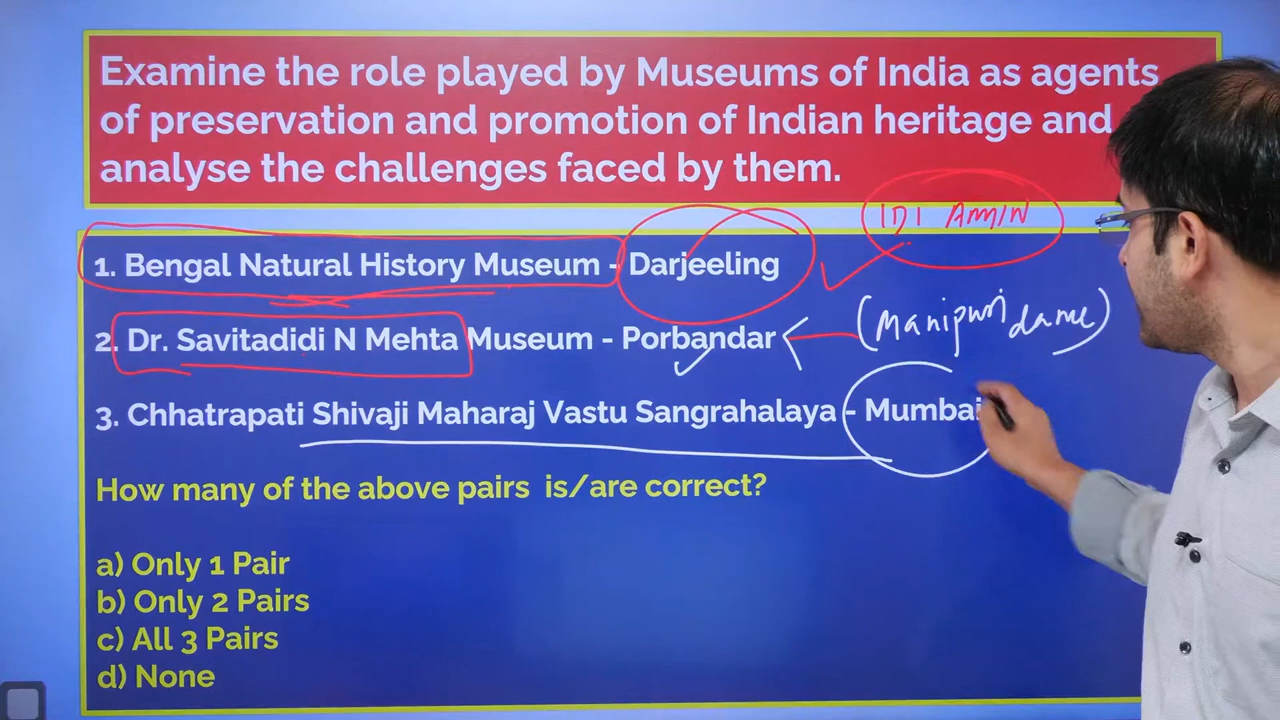 Examine the role played by Museums of India as agents
of preservation and promotion of Indian heritage and
analyse the challenges faced by them.
IDI AMIN
1. Bengal Natural History Museum - Darjeeling
2. Dr. Savitadidi N Mehta Museum - Porbandar
(Manipuri dance)
3. Chhatrapati Shivaji Maharaj Vastu Sangrahalaya - Mumbai
How many of the above pairs is/are correct?
a) Only 1 Pair
b) Only 2 Pairs
c) All 3 Pairs
d) None